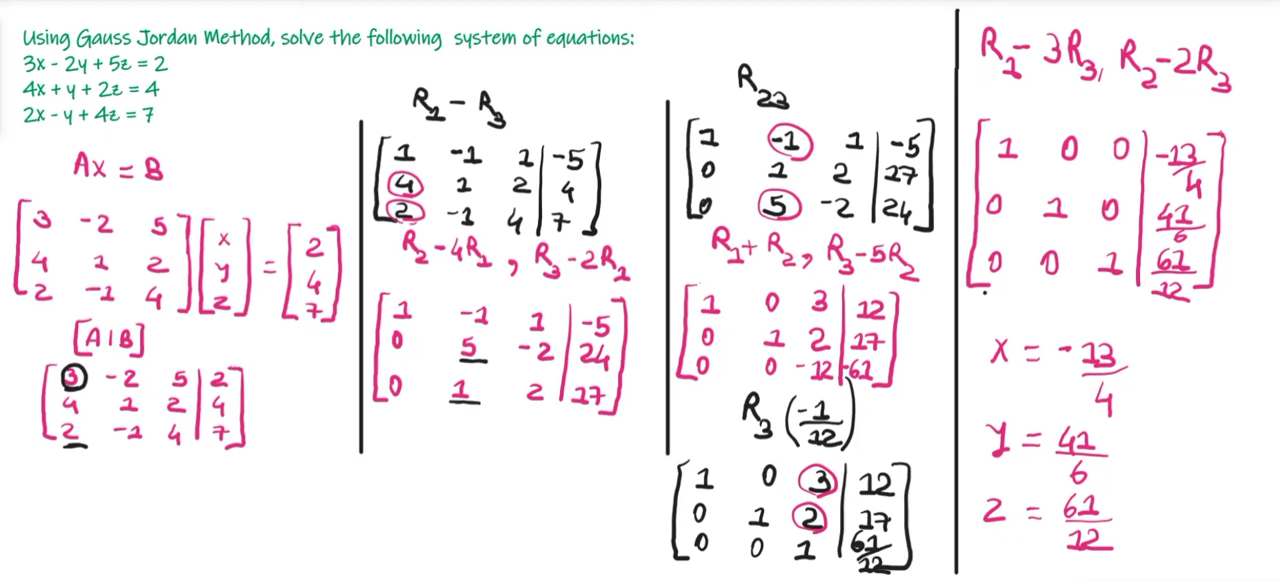 Using Gauss Jordan Method, solve the following system of equations:
3x - 2y + 5z = 2
4x + y + 2z = 4
2x - y + 4z = 7
Ax = B
3 -2 5 x 2
4 1 2 y = 4
2 -1 4 z 7
[A|B]
3 -2 5 | 2
4 1 2 | 4
2 -1 4 | 7
R1 - R3
1 -1 1 | -5
4 1 2 | 4
2 -1 4 | 7
R2 - 4R1, R3 - 2R1
1 -1 1 | -5
0 5 -2 | 24
0 1 2 | 17
R23
1 -1 1 | -5
0 1 2 | 17
0 5 -2 | 24
R1 + R2, R3 - 5R2
1 0 3 | 12
0 1 2 | 17
0 0 -12 | -61
R3 (-1/12)
1 0 3 | 12
0 1 2 | 17
0 0 1 | 61/12
R1 - 3R3, R2 - 2R3
1 0 0 | -13/4
0 1 0 | 41/6
0 0 1 | 61/12
x = -13/4
y = 41/6
z = 61/12